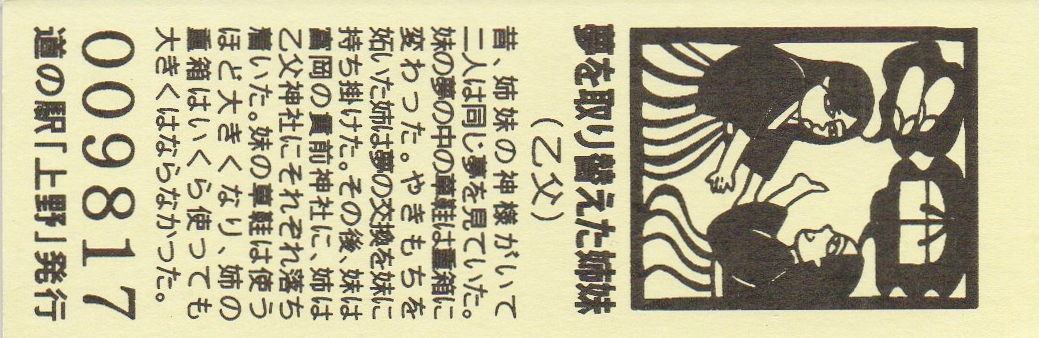 夢を取り替えた姉妹
(乙父)
昔、姉妹の神様がいて
二人は同じ夢を見ていた。
妹の夢の中の草鞋は重箱に
変わった。やきもちを
妬いた姉は夢の交換を妹に
持ち掛けた。その後、妹は
富岡の貫前神社に、姉は
乙父神社にそれぞれ落ち
着いた。妹の草鞋は使う
ほど大きくなり、姉の
重箱はいくら使っても
大きくはならなかった。
009817
道の駅「上野」発行